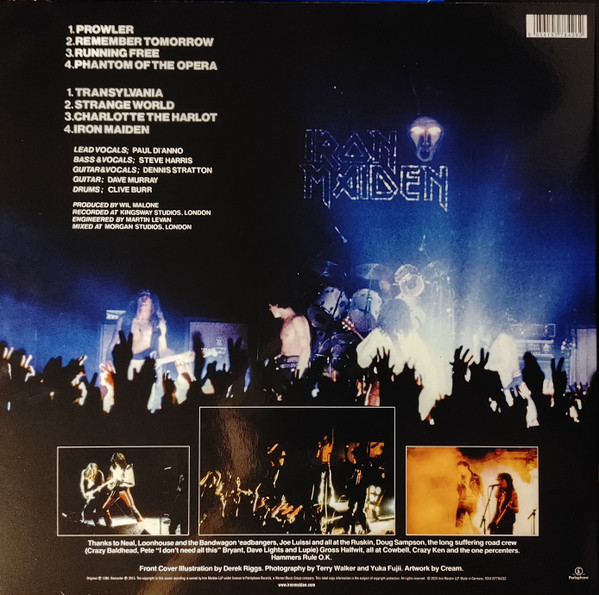 1. PROWLER
2. REMEMBER TOMORROW
3. RUNNING FREE
4. PHANTOM OF THE OPERA
1. TRANSYLVANIA
2. STRANGE WORLD
3. CHARLOTTE THE HARLOT
4. IRON MAIDEN
LEAD VOCALS; PAUL DI'ANNO
BASS & VOCALS; STEVE HARRIS
GUITAR & VOCALS; DENNIS STRATTON
GUITAR; DAVE MURRAY
DRUMS; CLIVE BURR
PRODUCED BY WIL MALONE
RECORDED AT KINGSWAY STUDIOS, LONDON
ENGINEERED BY MARTIN LEVAN
MIXED AT MORGAN STUDIOS, LONDON
IRON
MAIDEN
Thanks to Neal, Loonhouse and the Bandwagon 'eadbangers, Joe Luissi and all at the Ruskin, Doug Sampson, the long suffering road crew
(Crazy Baldhead, Pete "I don't need all this" Bryant, Dave Lights and Lupie) Gross Halfwit, all at Cowbell, Crazy Ken and the one percenters.
Hammers Rule O.K.
Front Cover Illustration by Derek Riggs. Photography by Terry Walker and Yuka Fujii. Artwork by Cream.
www.ironmaiden.com
Parlophone